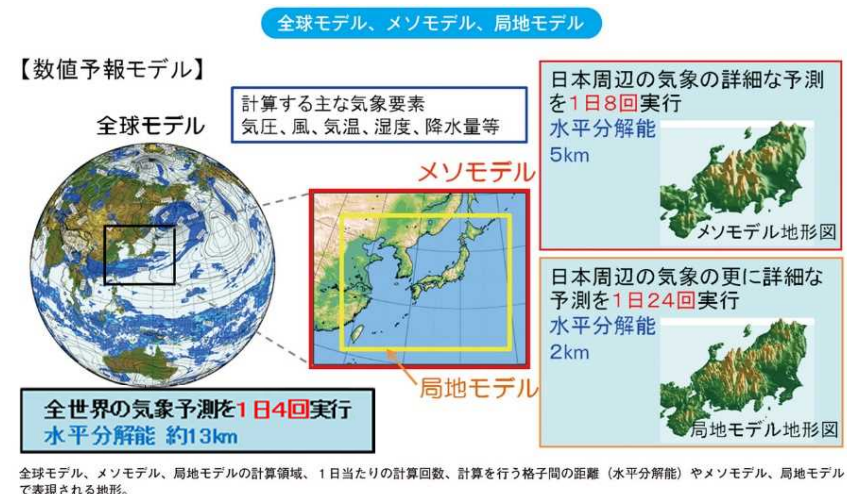 全球モデル、メソモデル、局地モデル
【数値予報モデル】
計算する主な気象要素
気圧、風、気温、湿度、降水量等
全球モデル
メソモデル
局地モデル
全世界の気象予測を1日4回実行
水平分解能 約13km
日本周辺の気象の詳細な予測
を1日8回実行
水平分解能
5km
メソモデル地形図
日本周辺の気象の更に詳細な
予測を1日24回実行
水平分解能
2km
局地モデル地形図
全球モデル、メソモデル、局地モデルの計算領域、1日当たりの計算回数、計算を行う格子間の距離（水平分解能）やメソモデル、局地モデル
で表現される地形。